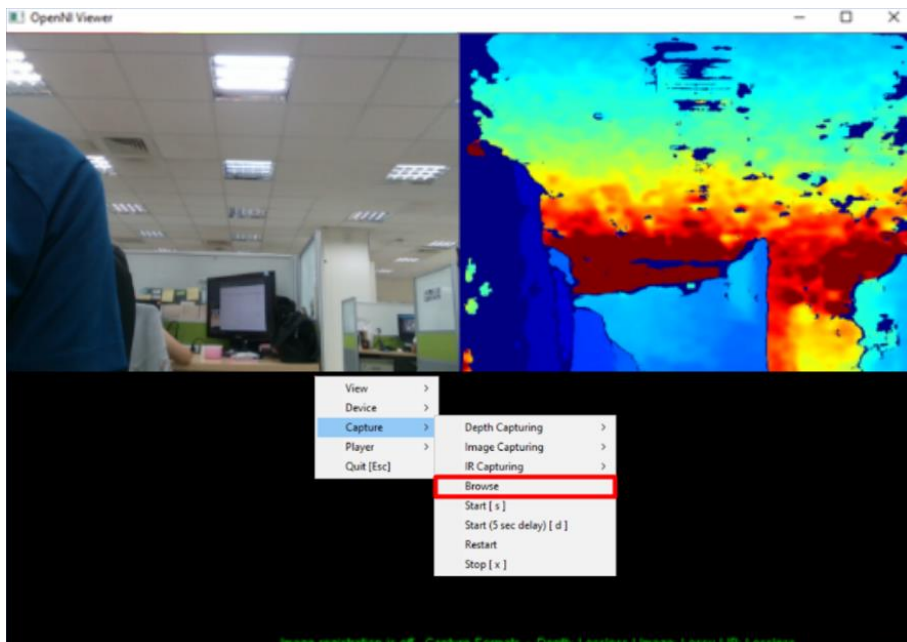 OpenNI Viewer
View
Device
Capture
Player
Quit [Esc]
Depth Capturing
Image Capturing
IR Capturing
Browse
Start [ s ]
Start (5 sec delay) [ d ]
Restart
Stop [ x ]